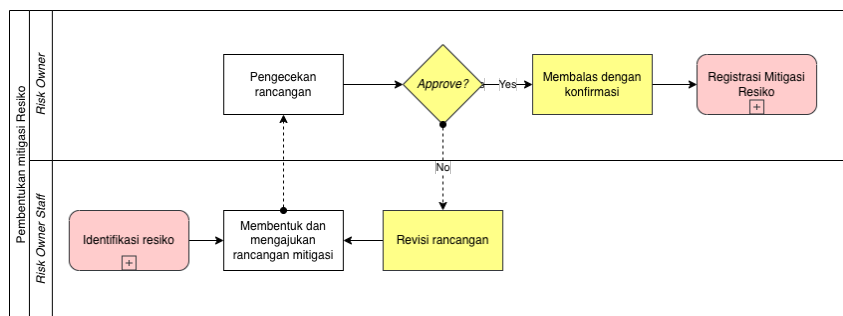 Pembentukan mitigasi Resiko
Risk Owner
Pengecekan
rancangan
Approve?
Yes
Membalas dengan
konfirmasi
Registrasi Mitigasi
Resiko
No
Risk Owner Staff
Identifikasi resiko
Membentuk dan
mengajukan
rancangan mitigasi
Revisi rancangan